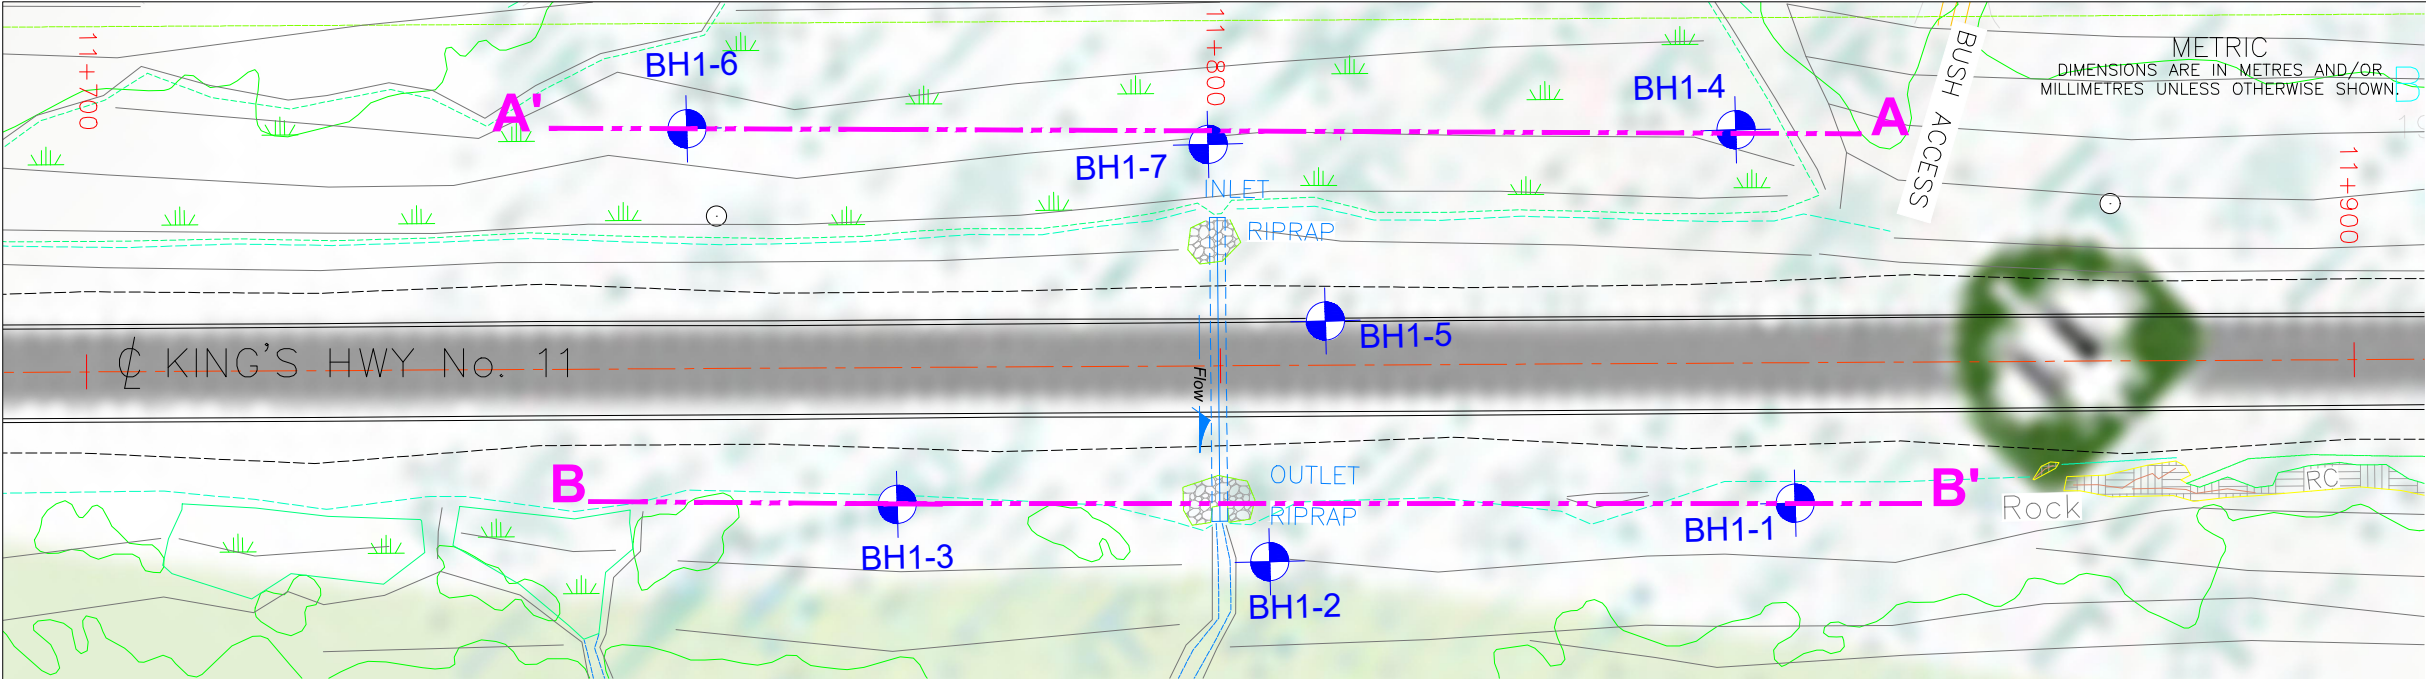 11+700
BH1-6
A'
11+800
BH1-7
BH1-4
A
BUSH ACCESS
METRIC
DIMENSIONS ARE IN METRES AND/OR
MILLIMETRES UNLESS OTHERWISE SHOWN.
B
19
11+900
INLET
RIPRAP
BH1-5
℄ KING'S HWY No. 11
Flow
B
BH1-3
OUTLET
RIPRAP
BH1-2
BH1-1
B'
Rock
RC